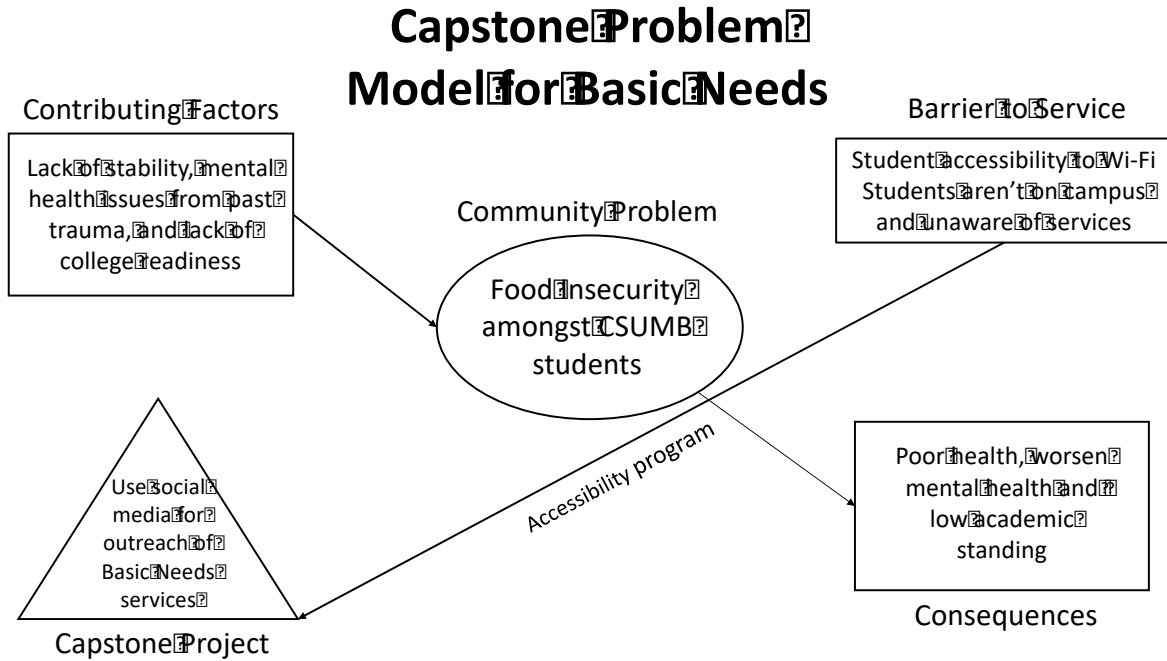 Capstone Problem
Model for Basic Needs
Contributing Factors
Lack of stability, mental
health issues from past
trauma, and lack of
college readiness
Barrier to Service
Student accessibility to Wi-Fi
Students aren’t on campus
and unaware of services
Community Problem
Food Insecurity
amongst CSUMB
students
Accessibility program
Use social
media for
outreach of
Basic Needs
services
Capstone Project
Poor health, worsen
mental health and
low academic
standing
Consequences